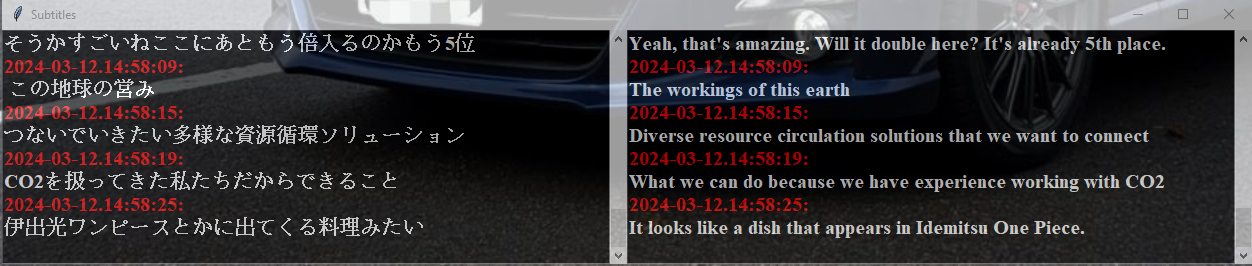 Subtitles
そうかすごいねここにあともう倍入るのかもう5位
2024-03-12.14:58:09:
この地球の営み
2024-03-12.14:58:15:
つないでいきたい多様な資源循環ソリューション
2024-03-12.14:58:19:
CO2を扱ってきた私たちだからできること
2024-03-12.14:58:25:
伊出光ワンピースとかに出てくる料理みたい
Yeah, that's amazing. Will it double here? It's already 5th place.
2024-03-12.14:58:09:
The workings of this earth
2024-03-12.14:58:15:
Diverse resource circulation solutions that we want to connect
2024-03-12.14:58:19:
What we can do because we have experience working with CO2
2024-03-12.14:58:25:
It looks like a dish that appears in Idemitsu One Piece.